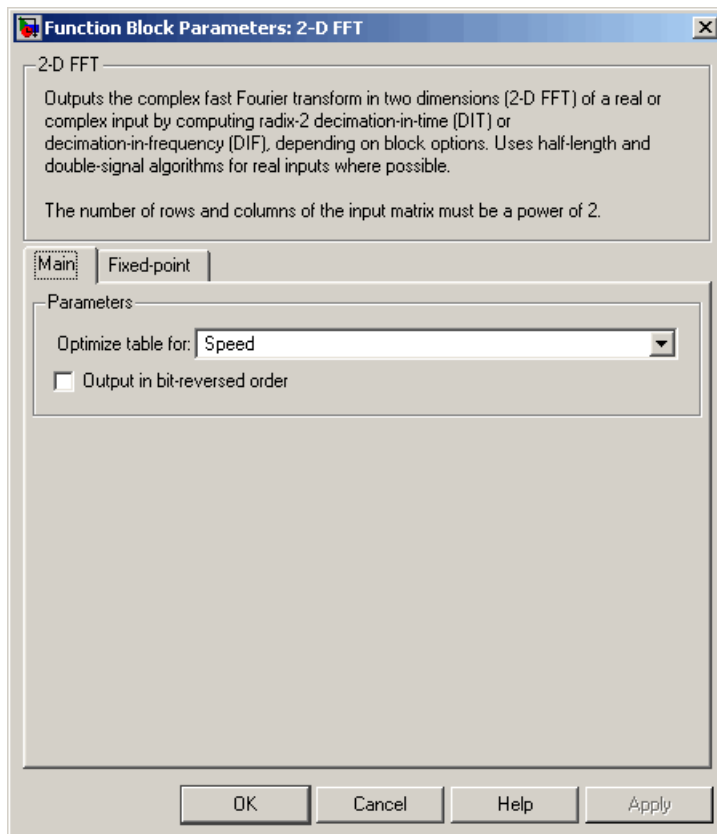 Function Block Parameters: 2-D FFT
2-D FFT
Outputs the complex fast Fourier transform in two dimensions (2-D FFT) of a real or
complex input by computing radix-2 decimation-in-time (DIT) or
decimation-in-frequency (DIF), depending on block options. Uses half-length and
double-signal algorithms for real inputs where possible.
The number of rows and columns of the input matrix must be a power of 2.
Main Fixed-point
Parameters
Optimize table for: Speed
Output in bit-reversed order
OK Cancel Help Apply